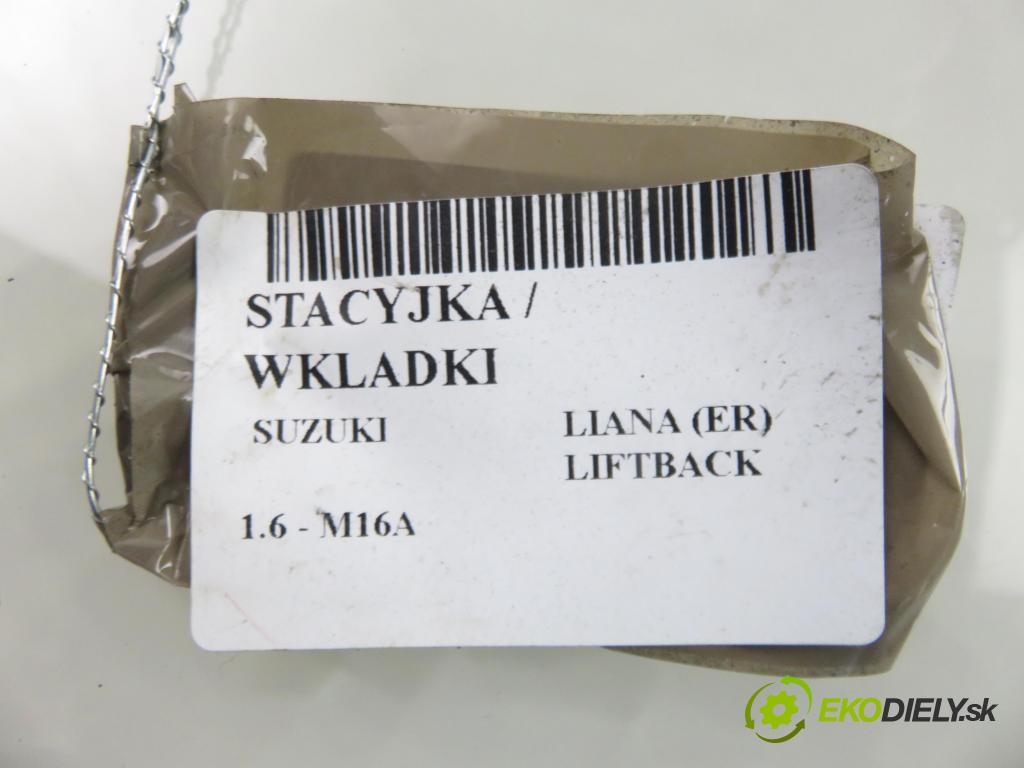 STACYJKA /
WKLADKI
SUZUKI
LIANA (ER)
LIFTBACK
1.6 - M16A
EKODIELY.sk